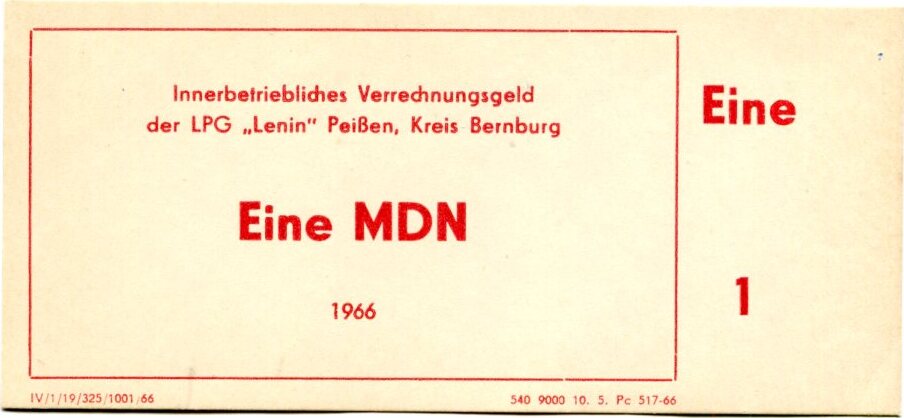 Innerbetriebliches Verrechnungsgeld
der LPG „Lenin“ Peißen, Kreis Bernburg
Eine MDN
1966
Eine
1
IV/1/19/325/1001/66
540 9000 10. 5. Pc 517-66